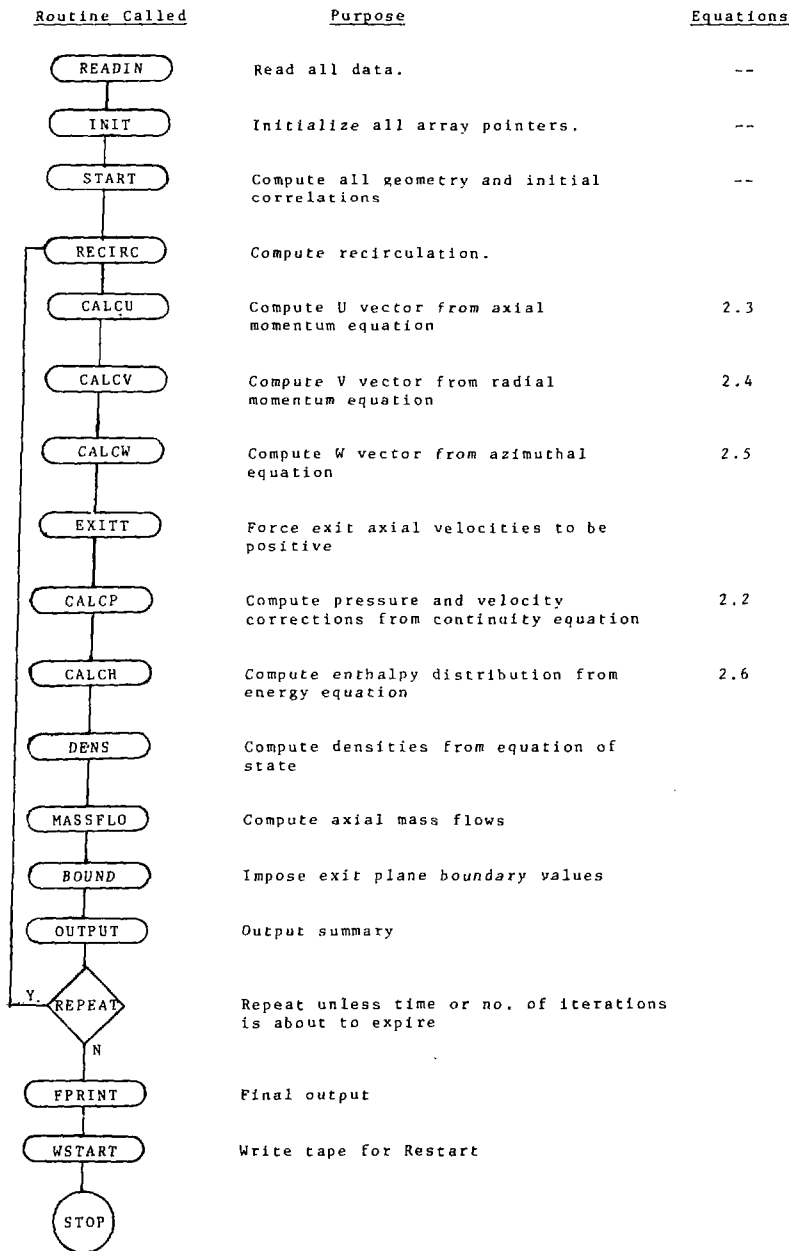 Routine Called Purpose Equations
READIN Read all data. --
INIT Initialize all array pointers. --
START Compute all geometry and initial --
correlations
RECIRC Compute recirculation.
CALCU Compute U vector from axial 2.3
momentum equation
CALCV Compute V vector from radial 2.4
momentum equation
CALCW Compute W vector from azimuthal 2.5
equation
EXITT Force exit axial velocities to be
positive
CALCP Compute pressure and velocity 2.2
corrections from continuity equation
CALCH Compute enthalpy distribution from 2.6
energy equation
DENS Compute densities from equation of
state
MASSFLO Compute axial mass flows
BOUND Impose exit plane boundary values
OUTPUT Output summary
Y REPEAT Repeat unless time or no. of iterations
is about to expire
N
FPRINT Final output
WSTART Write tape for Restart
STOP